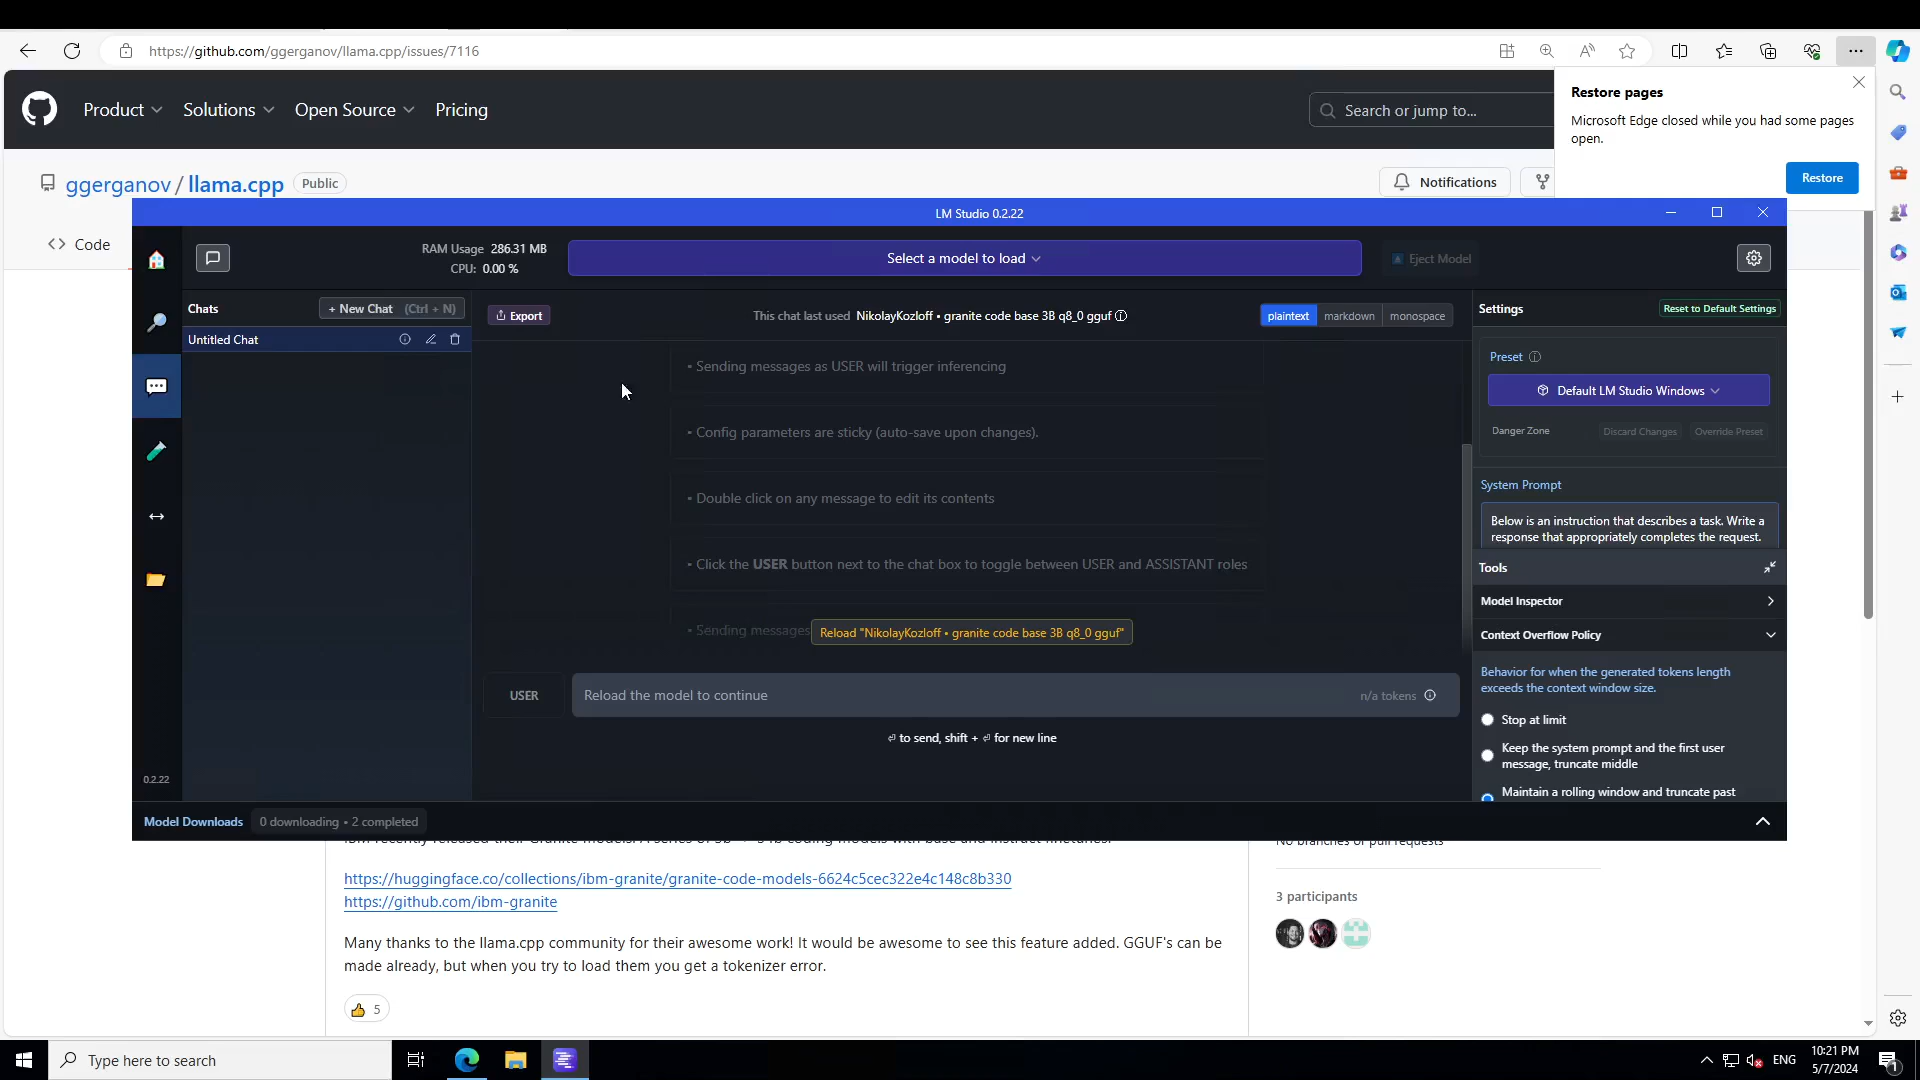 https://github.com/ggerganov/llama.cpp/issues/7116
Product
Solutions
Open Source
Pricing
Search or jump to...
Restore pages
Microsoft Edge closed while you had some pages
open.
Restore
ggerganov / llama.cpp
Public
Notifications
Code
LM Studio 0.2.22
RAM Usage 286.31 MB
CPU: 0.00 %
Select a model to load
Eject Model
Chats
+ New Chat (Ctrl + N)
Untitled Chat
Export
This chat last used NikolayKozloff • granite code base 3B q8_0 gguf
plaintext
markdown
monospace
• Sending messages as USER will trigger inferencing
• Config parameters are sticky (auto-save upon changes).
• Double click on any message to edit its contents
• Click the USER button next to the chat box to toggle between USER and ASSISTANT roles
• Sending messages
Reload "NikolayKozloff • granite code base 3B q8_0 gguf"
USER
Reload the model to continue
n/a tokens
⏎ to send, shift + ⏎ for new line
Settings
Reset to Default Settings
Preset
Default LM Studio Windows
Danger Zone
Discard Changes
Override Preset
System Prompt
Below is an instruction that describes a task. Write a
response that appropriately completes the request.
Tools
Model Inspector
Context Overflow Policy
Behavior for when the generated tokens length
exceeds the context window size.
Stop at limit
Keep the system prompt and the first user
message, truncate middle
Maintain a rolling window and truncate past
0.2.22
Model Downloads
0 downloading • 2 completed
No branches or pull requests
https://huggingface.co/collections/ibm-granite/granite-code-models-6624c5cec322e4c148c8b330
https://github.com/ibm-granite
Many thanks to the llama.cpp community for their awesome work! It would be awesome to see this feature added. GGUF's can be
made already, but when you try to load them you get a tokenizer error.
5
3 participants
Type here to search
ENG
10:21 PM
5/7/2024
1